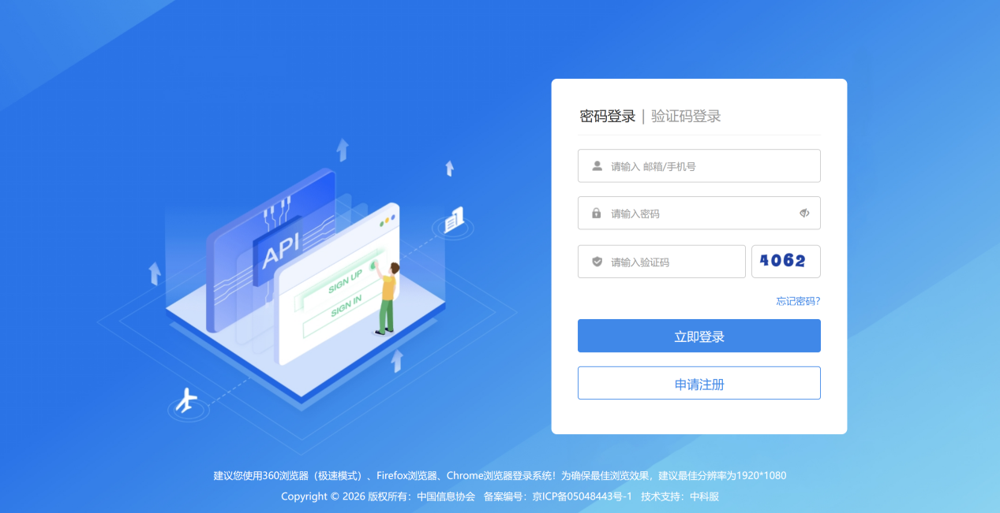 密码登录 | 验证码登录
请输入 邮箱/手机号
请输入密码
请输入验证码
4062
忘记密码?
立即登录
申请注册
API
SIGN UP
SIGN IN
建议您使用360浏览器（极速模式）、Firefox浏览器、Chrome浏览器登录系统！为确保最佳浏览效果，建议最佳分辨率为1920*1080
Copyright © 2026 版权所有：中国信息协会 备案编号：京ICP备05048443号-1 技术支持：中科服